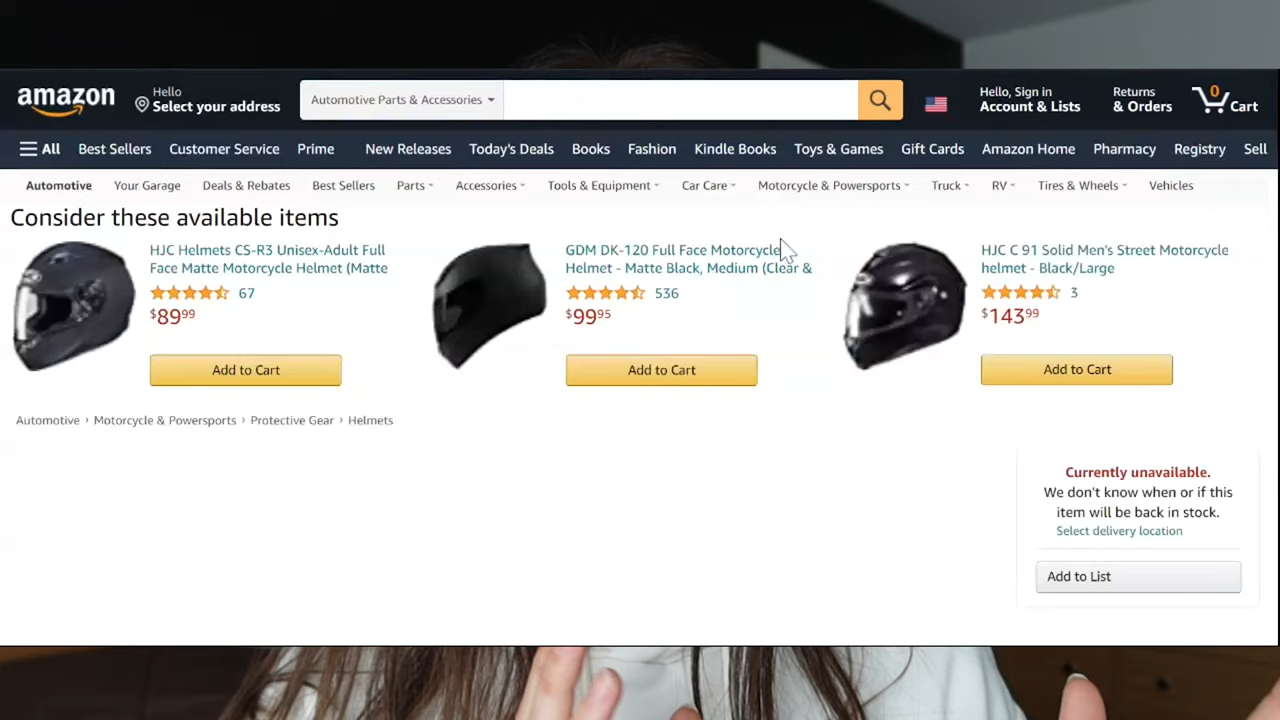 amazon
Hello
Select your address
Automotive Parts & Accessories
Hello, Sign in
Account & Lists
Returns
& Orders
0
Cart
All
Best Sellers
Customer Service
Prime
New Releases
Today's Deals
Books
Fashion
Kindle Books
Toys & Games
Gift Cards
Amazon Home
Pharmacy
Registry
Sell
Automotive
Your Garage
Deals & Rebates
Best Sellers
Parts
Accessories
Tools & Equipment
Car Care
Motorcycle & Powersports
Truck
RV
Tires & Wheels
Vehicles
Consider these available items
HJC Helmets CS-R3 Unisex-Adult Full
Face Matte Motorcycle Helmet (Matte
67
$8999
Add to Cart
GDM DK-120 Full Face Motorcycle
Helmet - Matte Black, Medium (Clear &
536
$9995
Add to Cart
HJC C 91 Solid Men's Street Motorcycle
helmet - Black/Large
3
$14399
Add to Cart
Automotive › Motorcycle & Powersports › Protective Gear › Helmets
Currently unavailable.
We don't know when or if this
item will be back in stock.
Select delivery location
Add to List